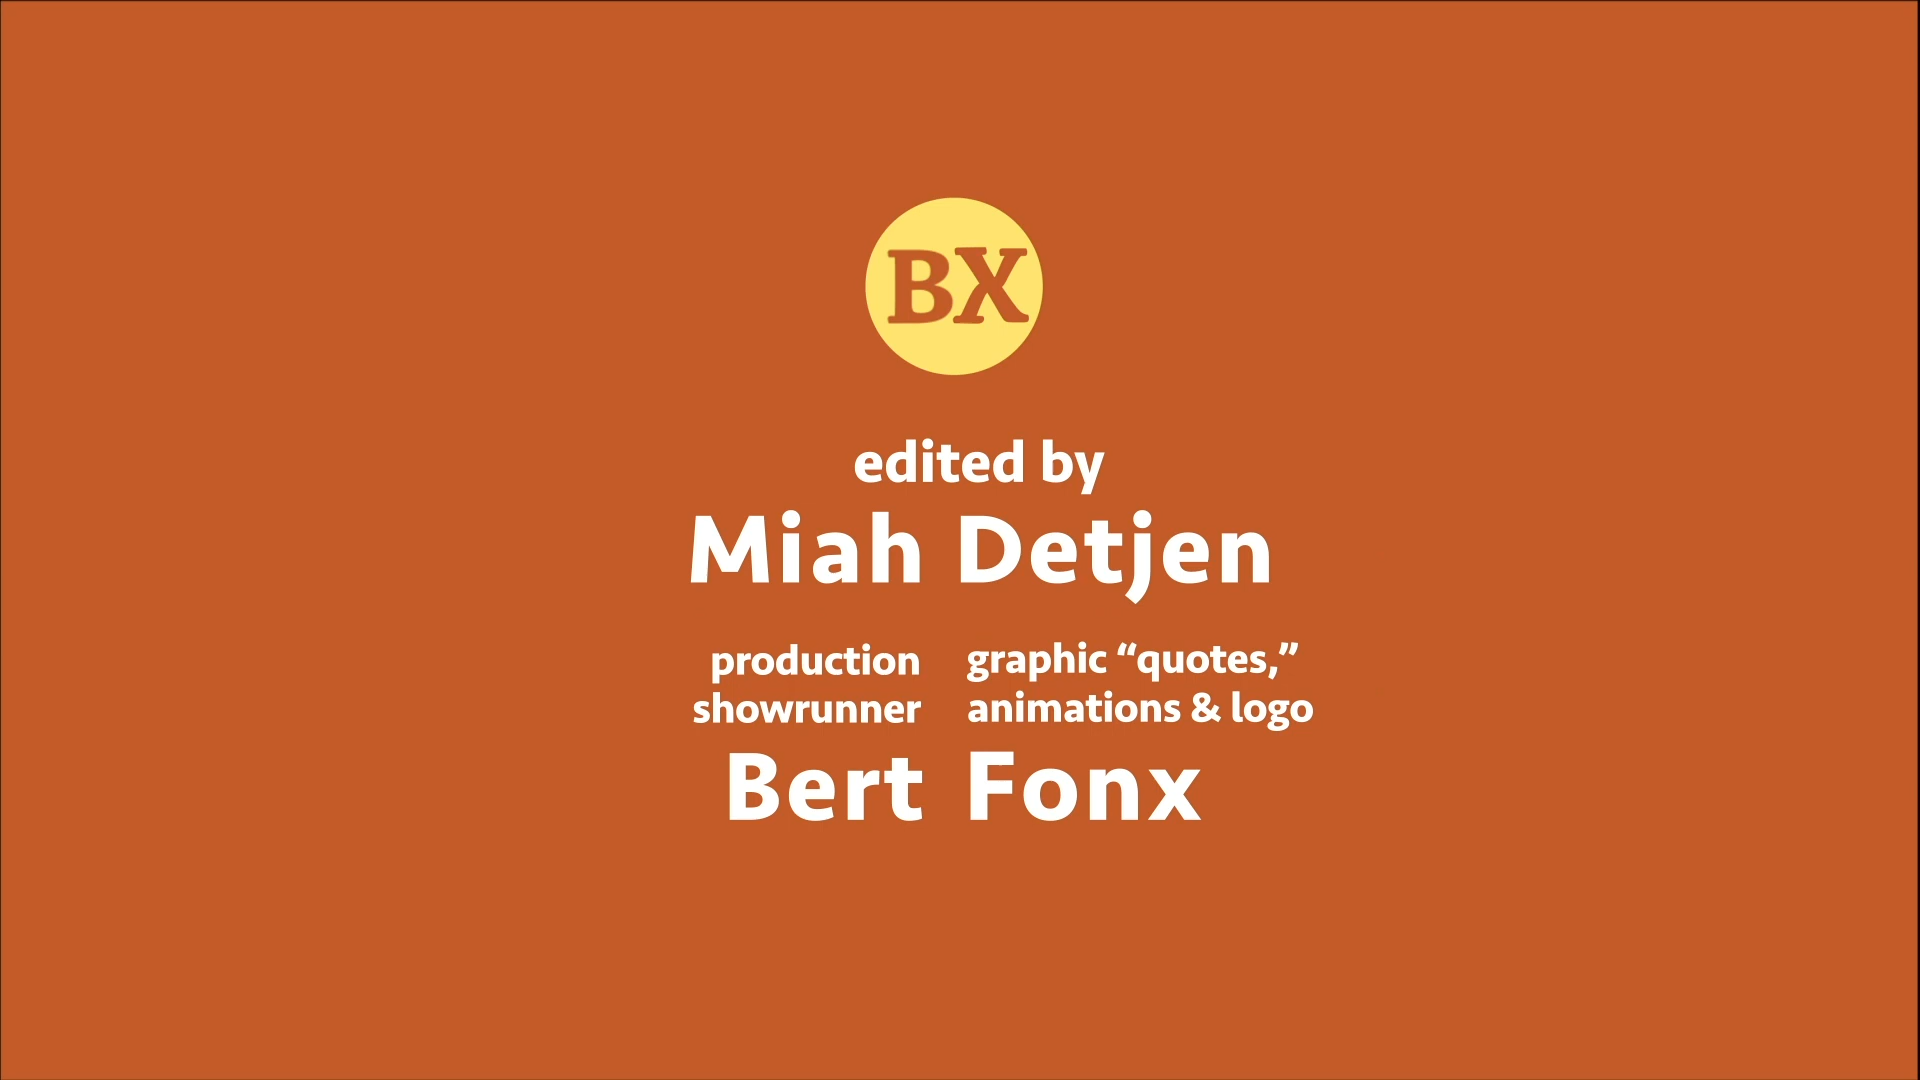 BX
edited by
Miah Detjen
production
showrunner
graphic “quotes,”
animations & logo
Bert Fonx